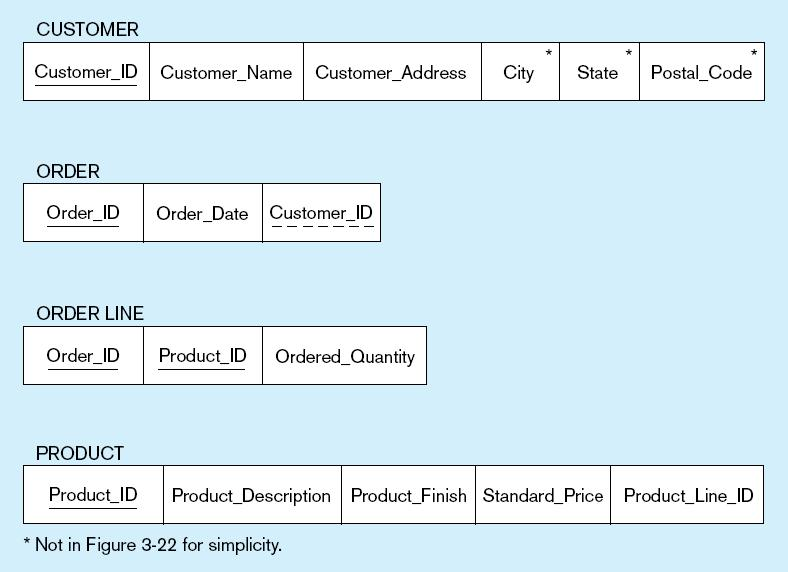 CUSTOMER
Customer_ID Customer_Name Customer_Address City * State * Postal_Code *
ORDER
Order_ID Order_Date Customer_ID
ORDER LINE
Order_ID Product_ID Ordered_Quantity
PRODUCT
Product_ID Product_Description Product_Finish Standard_Price Product_Line_ID
* Not in Figure 3-22 for simplicity.